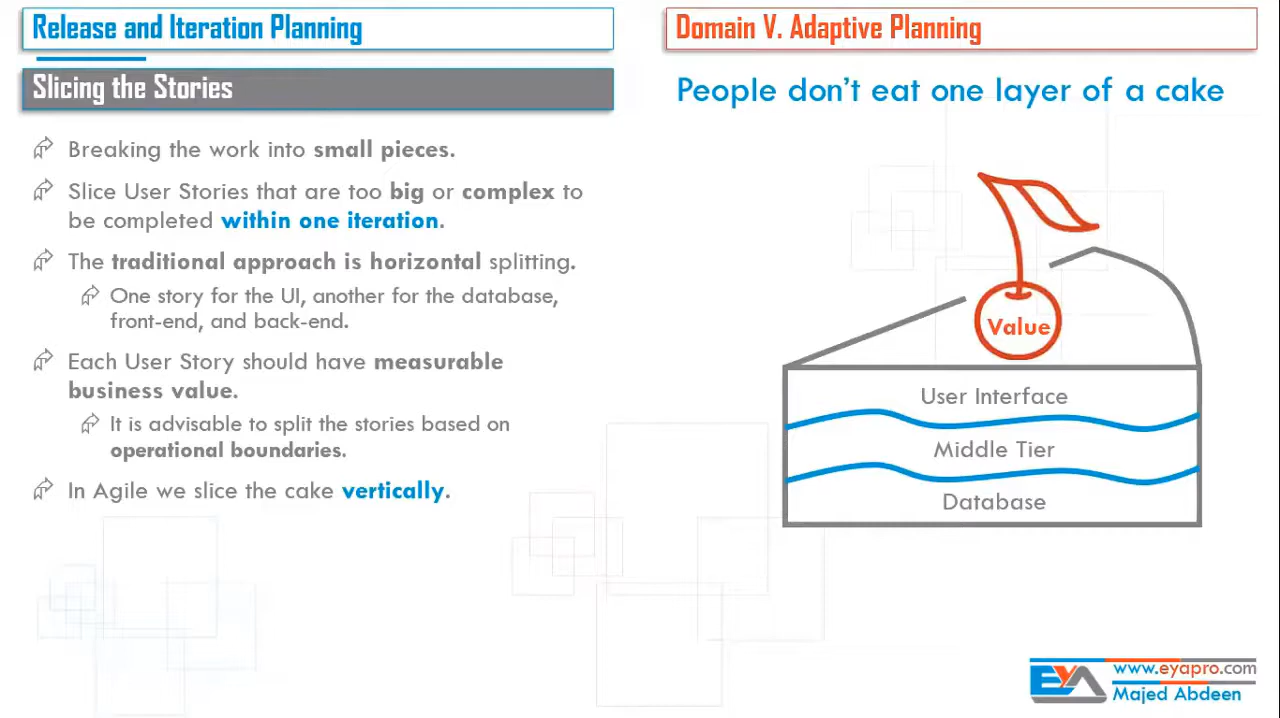 Release and Iteration Planning
Domain V. Adaptive Planning
Slicing the Stories
People don't eat one layer of a cake
Breaking the work into small pieces.
Slice User Stories that are too big or complex to
be completed within one iteration.
The traditional approach is horizontal splitting.
One story for the UI, another for the database,
front-end, and back-end.
Each User Story should have measurable
business value.
It is advisable to split the stories based on
operational boundaries.
In Agile we slice the cake vertically.
Value
User Interface
Middle Tier
Database
EYA
www.eyapro.com
Majed Abdeen